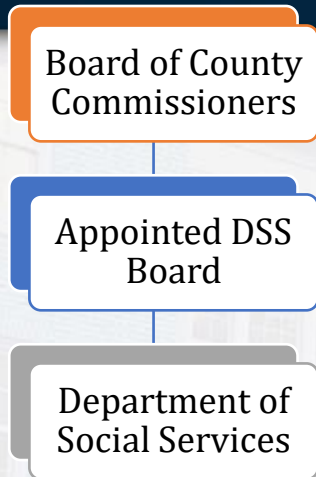 Board of County
Commissioners
Appointed DSS
Board
Department of
Social Services